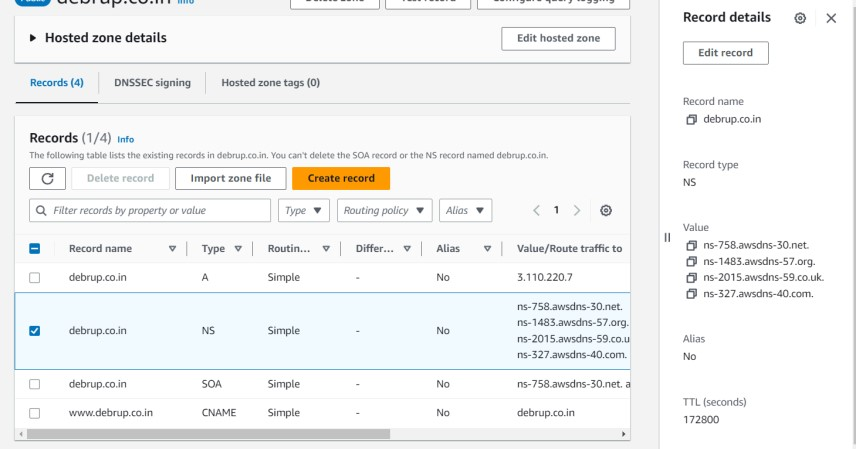 Public debrup.co.in Info
Delete zone Test record Configure query logging
Hosted zone details
Edit hosted zone
Records (4) DNSSEC signing Hosted zone tags (0)
Records (1/4) Info
The following table lists the existing records in debrup.co.in. You can't delete the SOA record or the NS record named debrup.co.in.
Delete record Import zone file Create record
Filter records by property or value Type Routing policy Alias 1
Record name Type Routin... Differ... Alias Value/Route traffic to
debrup.co.in A Simple - No 3.110.220.7
debrup.co.in NS Simple - No ns-758.awsdns-30.net.
ns-1483.awsdns-57.org.
ns-2015.awsdns-59.co.u
ns-327.awsdns-40.com.
debrup.co.in SOA Simple - No ns-758.awsdns-30.net. a
www.debrup.co.in CNAME Simple - No debrup.co.in
Record details
Edit record
Record name
debrup.co.in
Record type
NS
Value
ns-758.awsdns-30.net.
ns-1483.awsdns-57.org.
ns-2015.awsdns-59.co.uk.
ns-327.awsdns-40.com.
Alias
No
TTL (seconds)
172800